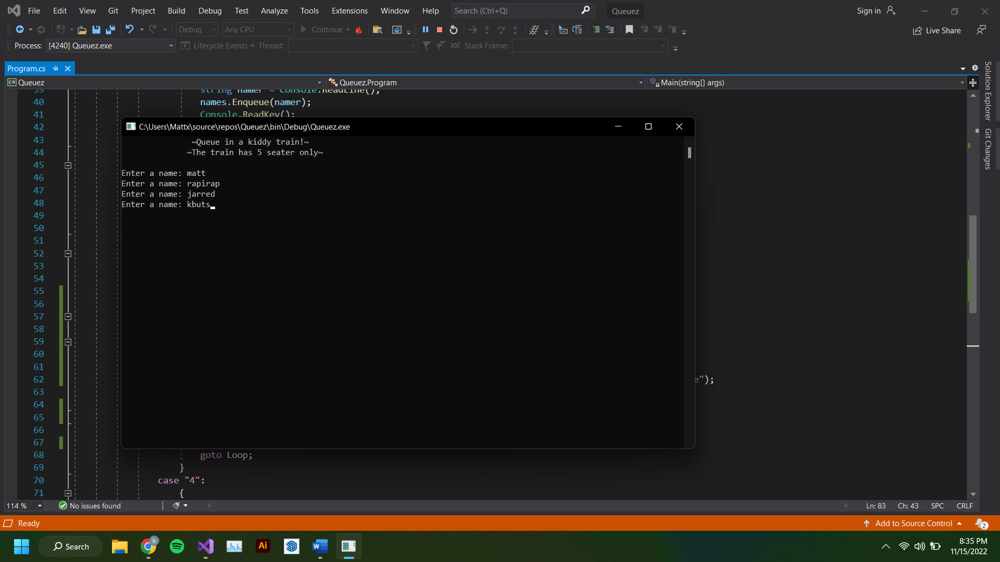 File Edit View Git Project Build Debug Test Analyze Tools Extensions Window Help Search (Ctrl+Q) Queuez Sign in
Debug Any CPU Continue Live Share
Process: [4240] Queuez.exe Lifecycle Events Thread: Stack Frame:
Program.cs
C# Queuez Queuez.Program Main(string[] args)
Solution Explorer
Git Changes
39 string namer = Console.ReadLine();
40 names.Enqueue(namer);
41 Console.ReadKey();
42
43
44
45
46
47
48
49
50
51
52
53
54
55
56
57
58
59
60
61
62 e");
63
64
65
66
67
68 goto Loop;
69 }
70 case "4":
71 {
C:\Users\Mattx\source\repos\Queuez\bin\Debug\Queuez.exe
~Queue in a kiddy train!~
~The train has 5 seater only~
Enter a name: matt
Enter a name: rapirap
Enter a name: jarred
Enter a name: kbuts
114 % No issues found Ln: 83 Ch: 43 SPC CRLF
Ready Add to Source Control 2
Search b Ai W
8:35 PM
11/15/2022